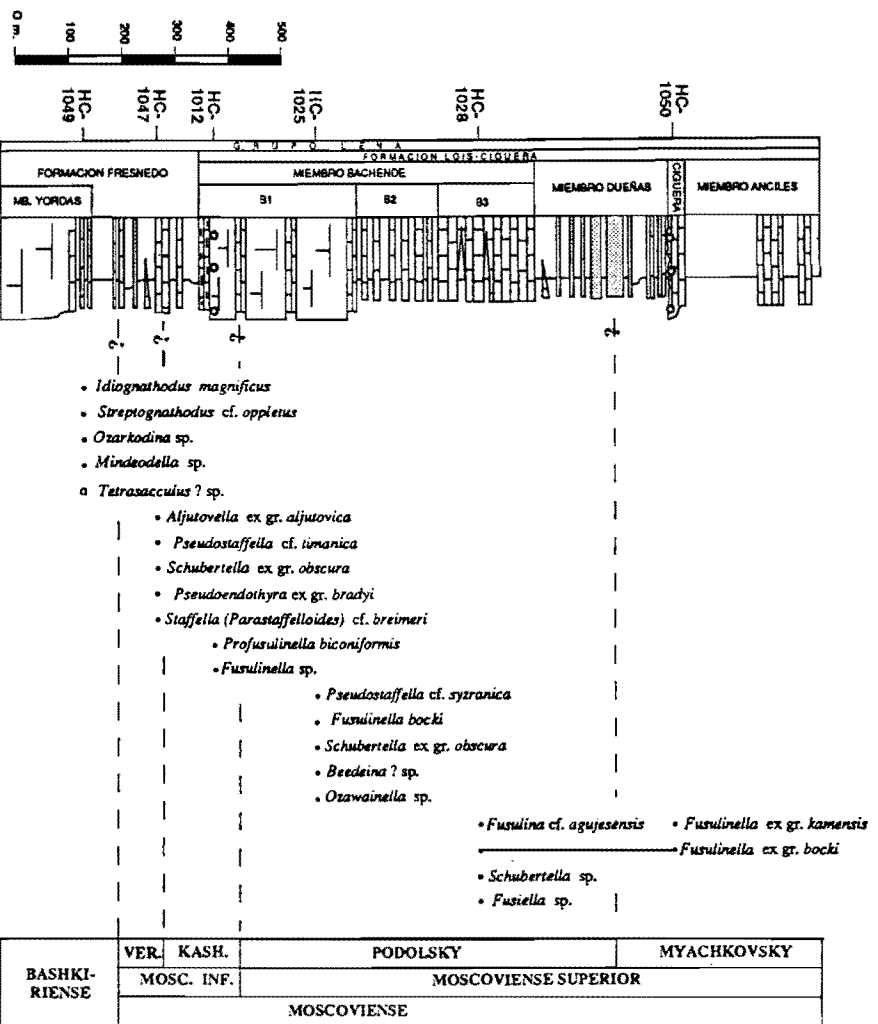 0 m.
100
200
300
400
500
HC-
1049
HC-
1047
HC-
1012
HC-
1025
HC-
1028
HC-
1050
GRUPO LENA
FORMACION LOIS-CIGUERA
FORMACION FRESNEDO
MIEMBRO BACHENDE
MIEMBRO DUEÑAS
CIGUERA
MIEMBRO ANCILES
MB. YORDAS
B1
B2
B3
¿
¿
Idiognathodus magnificus
Streptognathodus cf. oppletus
Ozarkodina sp.
Mindeodella sp.
Tetrasacculus ? sp.
Aljutovella ex gr. aljutovica
Pseudostaffella cf. timanica
Schubertella ex gr. obscura
Pseudoendothyra ex gr. bradyi
Staffella (Parastaffelloides) cf. breimeri
Profusulinella biconiformis
Fusulinella sp.
Pseudostaffella cf. syzranica
Fusulinella bocki
Schubertella ex gr. obscura
Beedeina ? sp.
Ozawainella sp.
Fusulina cf. agujesensis
Fusulinella ex gr. kamensis
Fusulinella ex gr. bocki
Schubertella sp.
Fusiella sp.
BASHKI-
RIENSE
VER.
KASH.
PODOLSKY
MYACHKOVSKY
MOSC. INF.
MOSCOVIENSE SUPERIOR
MOSCOVIENSE